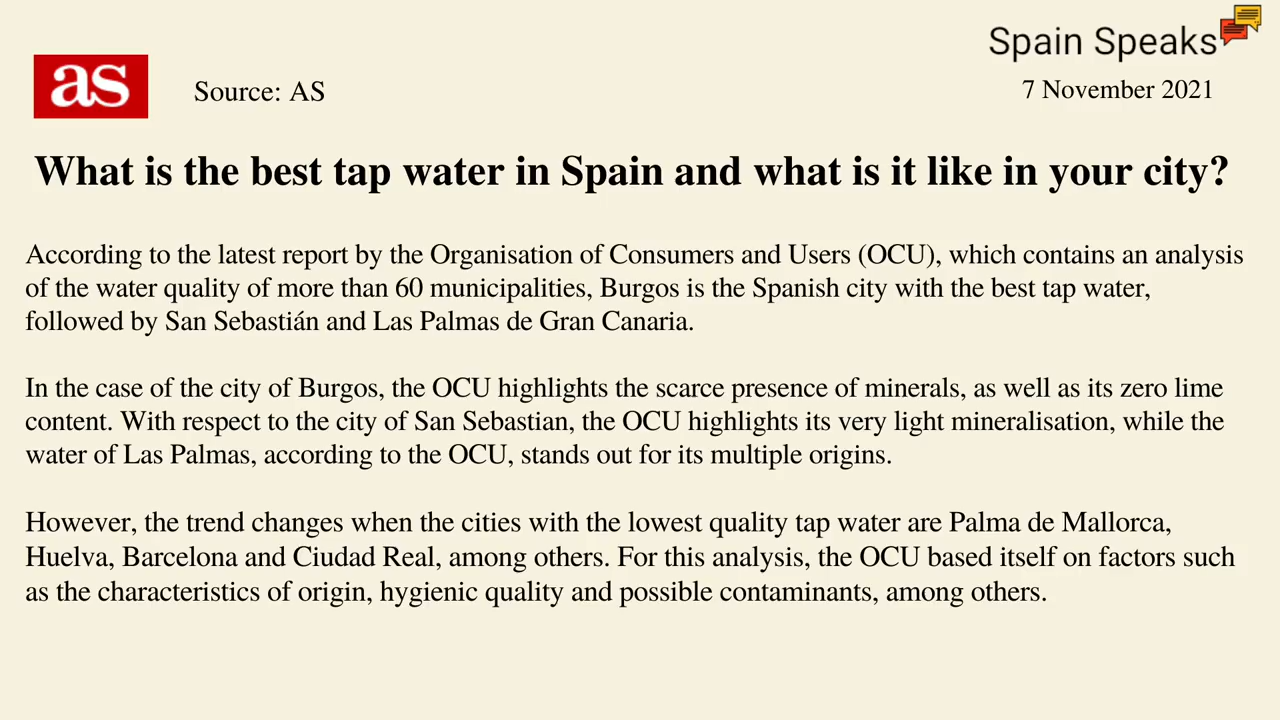 Spain Speaks
as
Source: AS
7 November 2021
What is the best tap water in Spain and what is it like in your city?
According to the latest report by the Organisation of Consumers and Users (OCU), which contains an analysis
of the water quality of more than 60 municipalities, Burgos is the Spanish city with the best tap water,
followed by San Sebastián and Las Palmas de Gran Canaria.
In the case of the city of Burgos, the OCU highlights the scarce presence of minerals, as well as its zero lime
content. With respect to the city of San Sebastian, the OCU highlights its very light mineralisation, while the
water of Las Palmas, according to the OCU, stands out for its multiple origins.
However, the trend changes when the cities with the lowest quality tap water are Palma de Mallorca,
Huelva, Barcelona and Ciudad Real, among others. For this analysis, the OCU based itself on factors such
as the characteristics of origin, hygienic quality and possible contaminants, among others.